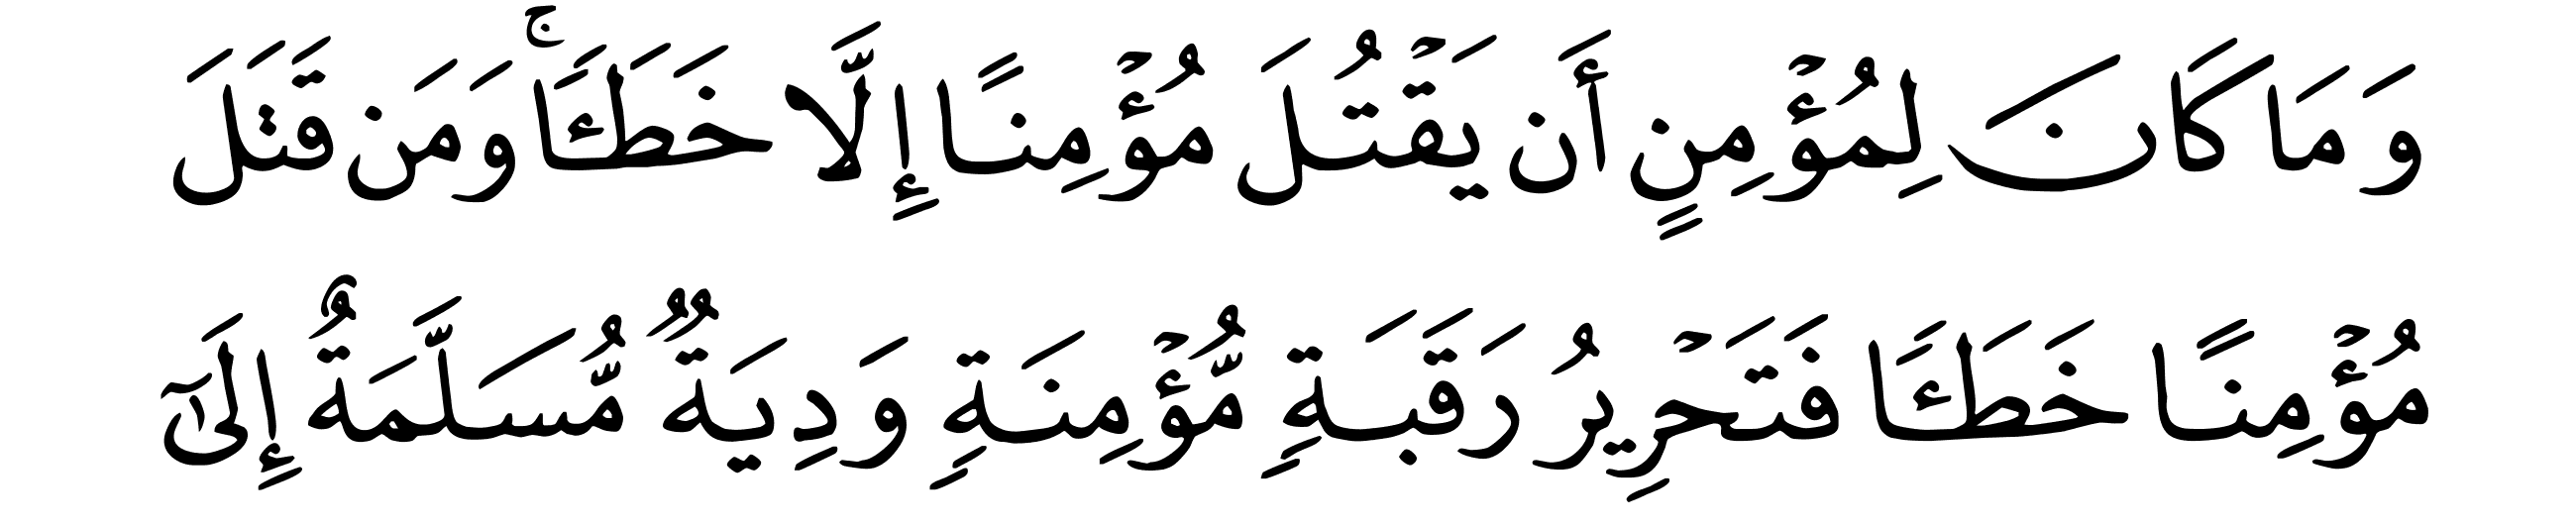 وَمَا كَانَ لِمُؤۡمِنٍ أَن يَقۡتُلَ مُؤۡمِنًا إِلَّا خَطَـًٔاۚ وَمَن قَتَلَ
مُؤۡمِنًا خَطَـًٔا فَتَحۡرِيرُ رَقَبَةٖ مُّؤۡمِنَةٖ وَدِيَةٞ مُّسَلَّمَةٌ إِلَىٰٓ